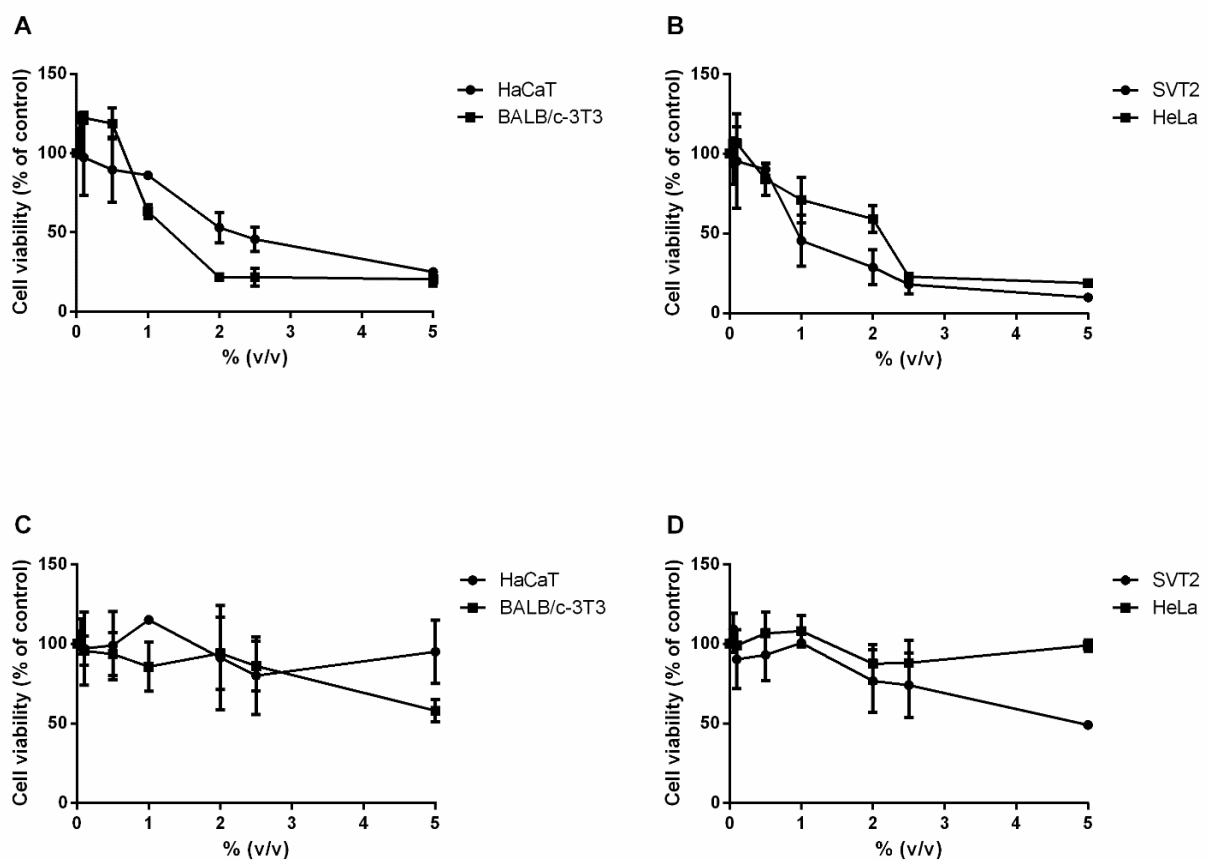 A
Cell viability (% of control)
150
100
50
0
0 1 2 3 4 5
% (v/v)
HaCaT
BALB/c-3T3
B
Cell viability (% of control)
150
100
50
0
0 1 2 3 4 5
% (v/v)
SVT2
HeLa
C
Cell viability (% of control)
150
100
50
0
0 1 2 3 4 5
% (v/v)
HaCaT
BALB/c-3T3
D
Cell viability (% of control)
150
100
50
0
0 1 2 3 4 5
% (v/v)
SVT2
HeLa